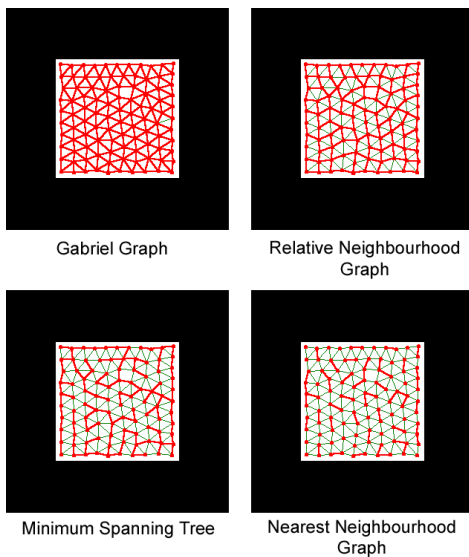 Gabriel Graph
Relative Neighbourhood
Graph
Minimum Spanning Tree
Nearest Neighbourhood
Graph